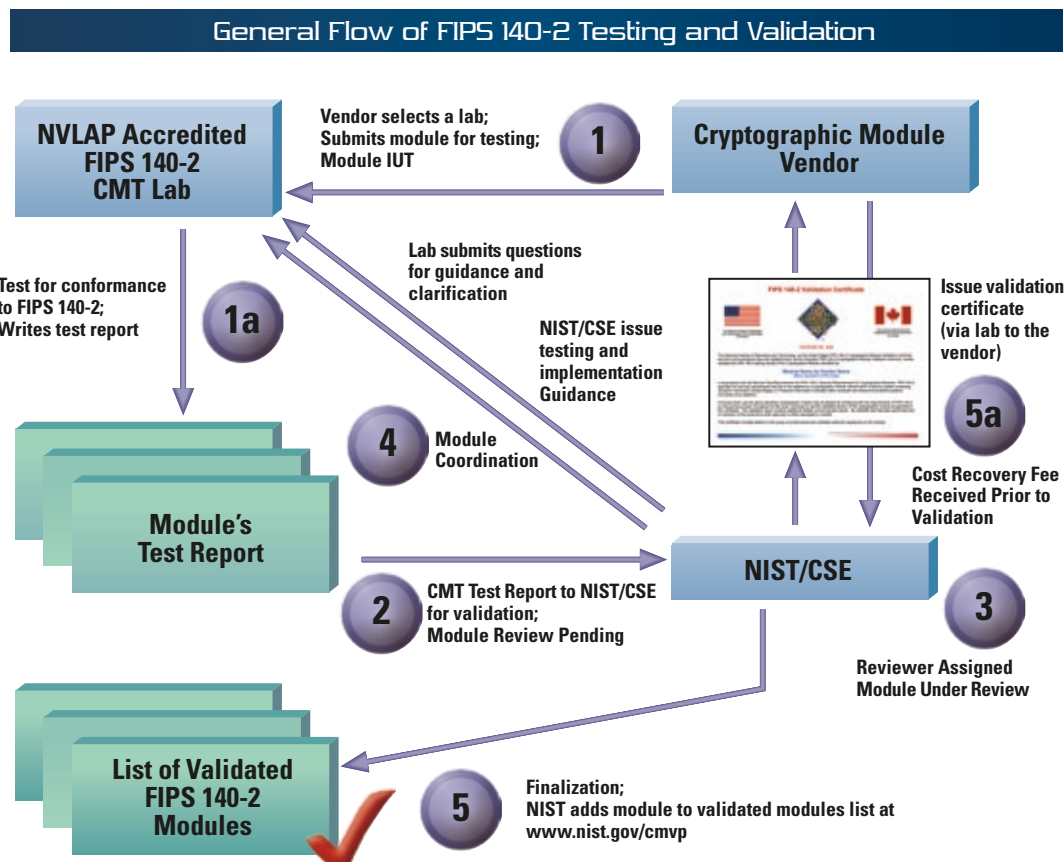 General Flow of FIPS 140-2 Testing and Validation
NVLAP Accredited
FIPS 140-2
CMT Lab
Vendor selects a lab;
Submits module for testing;
Module IUT
1
Cryptographic Module
Vendor
Test for conformance
to FIPS 140-2;
Writes test report
1a
Lab submits questions
for guidance and
clarification
NIST/CSE issue
testing and
implementation
Guidance
FIPS 140-2 Validation Certificate
Issue validation
certificate
(via lab to the
vendor)
5a
Cost Recovery Fee
Received Prior to
Validation
4
Module
Coordination
Module's
Test Report
2
CMT Test Report to NIST/CSE
for validation;
Module Review Pending
NIST/CSE
3
Reviewer Assigned
Module Under Review
List of Validated
FIPS 140-2
Modules
5
Finalization;
NIST adds module to validated modules list at
www.nist.gov/cmvp